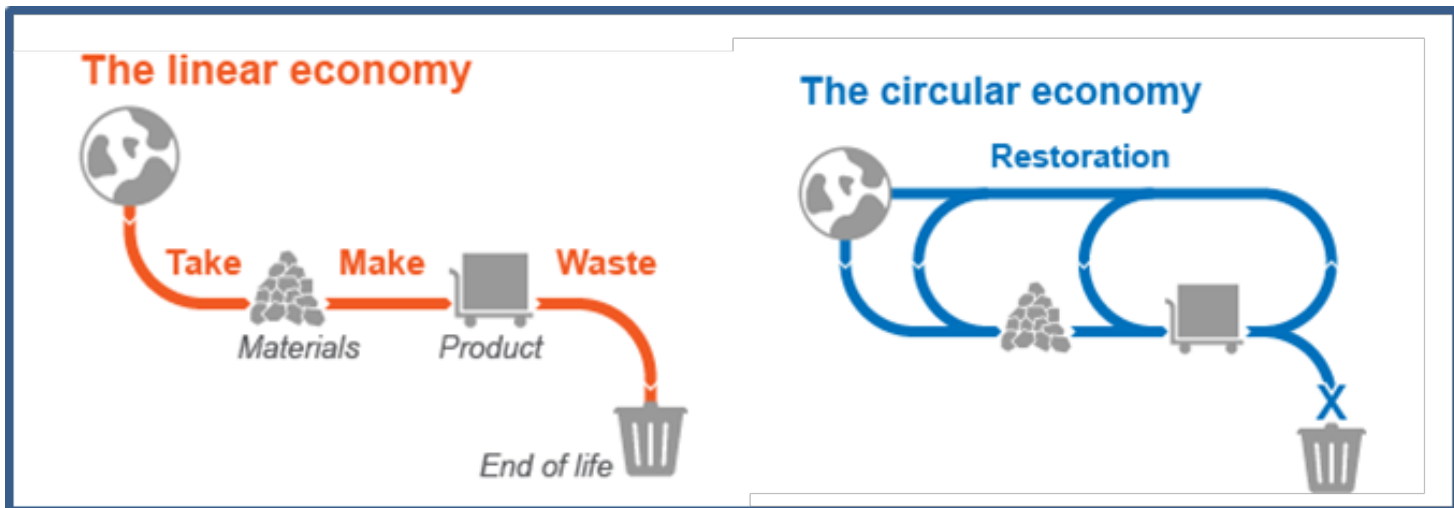 The linear economy
Take
Make
Waste
Materials
Product
End of life
The circular economy
Restoration
X